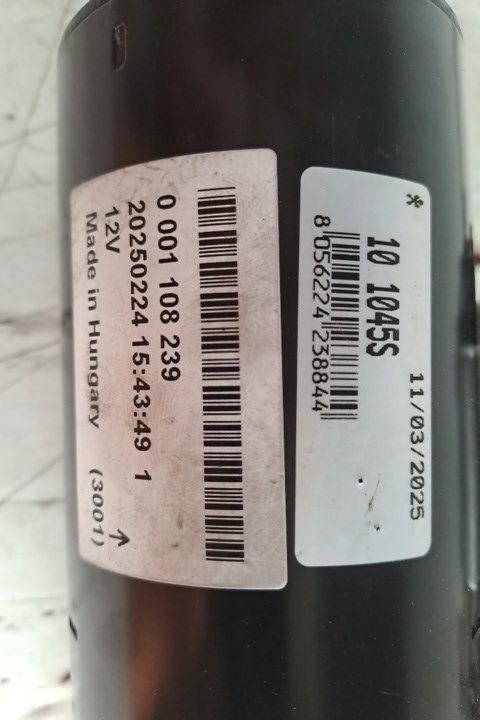 0 001 108 239
20250224 15:43:49 1
12V
Made in Hungary (3001)
11/03/2025
10 1045S
8 056224 238844